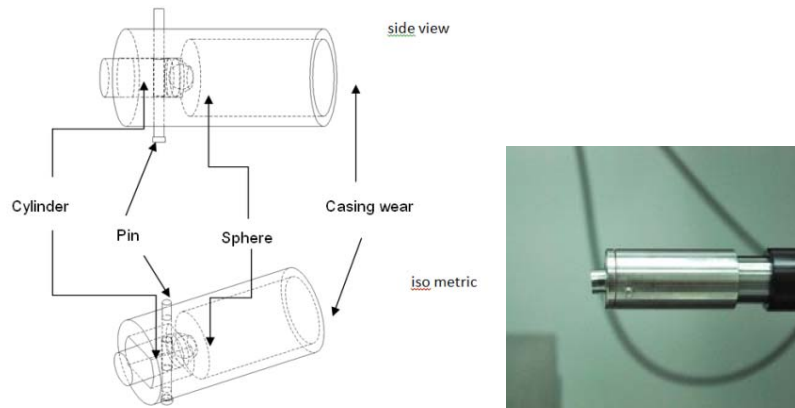 side view
Cylinder
Pin
Sphere
Casing wear
iso metric